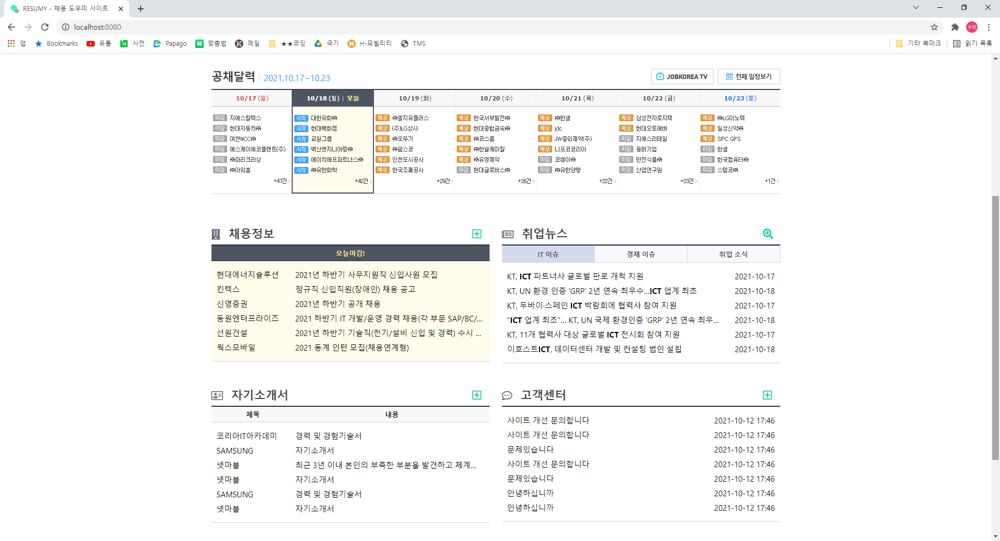 RESUMY - 채용 도우미 사이트
localhost:8080
수빈
앱 Bookmarks 유튭 사전 Papago 맞춤법 메일 ★★코딩 국기 H-모빌리티 TMS 기타 북마크 읽기 목록
공채달력 2021.10.17~10.23 JOBKOREA TV 전체 일정보기
10/17 (일) 10/18 (월) | 오늘 10/19 (화) 10/20 (수) 10/21 (목) 10/22 (금) 10/23 (토)
마감 지에스칼텍스 시작 대한유화㈜ 예상 ㈜엘지유플러스 예상 한국서부발전㈜ 예상 ㈜한샘 예상 삼성전자로지텍 예상 ㈜LG이노텍
마감 현대자동차㈜ 시작 현대백화점 예상 (주)LG상사 예상 현대종합금속㈜ 예상 jdc 예상 현대오토에버 예상 일성신약㈜
마감 여천NCC㈜ 시작 교원그룹 예상 ㈜오뚜기 예상 ㈜코스콤 예상 JW중외제약(주) 마감 지에스리테일 예상 SPC GFS
마감 에스케이에코플랜트(주) 시작 벽산엔지니어링㈜ 예상 ㈜팜스코 예상 ㈜한솔케미칼 예상 니프코코리아 마감 동화기업 마감 한샘
마감 ㈜파리크라상 시작 에이치에프파트너스㈜ 예상 인천도시공사 예상 ㈜유영제약 마감 코웨이㈜ 마감 만전식품㈜ 마감 한국컴퓨터㈜
마감 ㈜아워홈 시작 ㈜유한화학 예상 한국조폐공사 마감 현대글로비스㈜ 마감 ㈜유한양행 마감 산업연구원 마감 스템코㈜
+47건 +42건 +29건 +26건 +22건 +23건 +1건
채용정보
오늘마감!
현대에너지솔루션 2021년 하반기 사무지원직 신입사원 모집
킨텍스 정규직 신입직원(장애인) 채용 공고
신영증권 2021년 하반기 공개 채용
동원엔터프라이즈 2021 하반기 IT 개발/운영 경력 채용(각 부문 SAP/BC/...
선원건설 2021년 하반기 기술직(전기/설비 신입 및 경력) 수시 ...
웍스모바일 2021 동계 인턴 모집(채용연계형)
취업뉴스
IT 이슈 경제 이슈 취업 소식
KT, ICT 파트너사 글로벌 판로 개척 지원 2021-10-17
KT, UN 환경 인증 'GRP' 2년 연속 최우수...ICT 업계 최초 2021-10-18
KT, 두바이·스페인 ICT 박람회에 협력사 참여 지원 2021-10-17
"ICT 업계 최초"... KT, UN 국제 환경인증 'GRP' 2년 연속 최우... 2021-10-18
KT, 11개 협력사 대상 글로벌 ICT 전시회 참여 지원 2021-10-17
이호스트ICT, 데이터센터 개발 및 컨설팅 법인 설립 2021-10-18
자기소개서
제목 내용
코리아IT아카데미 경력 및 경험기술서
SAMSUNG 자기소개서
넷마블 최근 3년 이내 본인의 부족한 부분을 발견하고 체계...
넷마블 자기소개서
SAMSUNG 경력 및 경험기술서
넷마블 자기소개서
고객센터
사이트 개선 문의합니다 2021-10-12 17:46
사이트 개선 문의합니다 2021-10-12 17:46
문제있습니다 2021-10-12 17:46
사이트 개선 문의합니다 2021-10-12 17:46
문제있습니다 2021-10-12 17:46
안녕하십니까 2021-10-12 17:46
안녕하십니까 2021-10-12 17:46